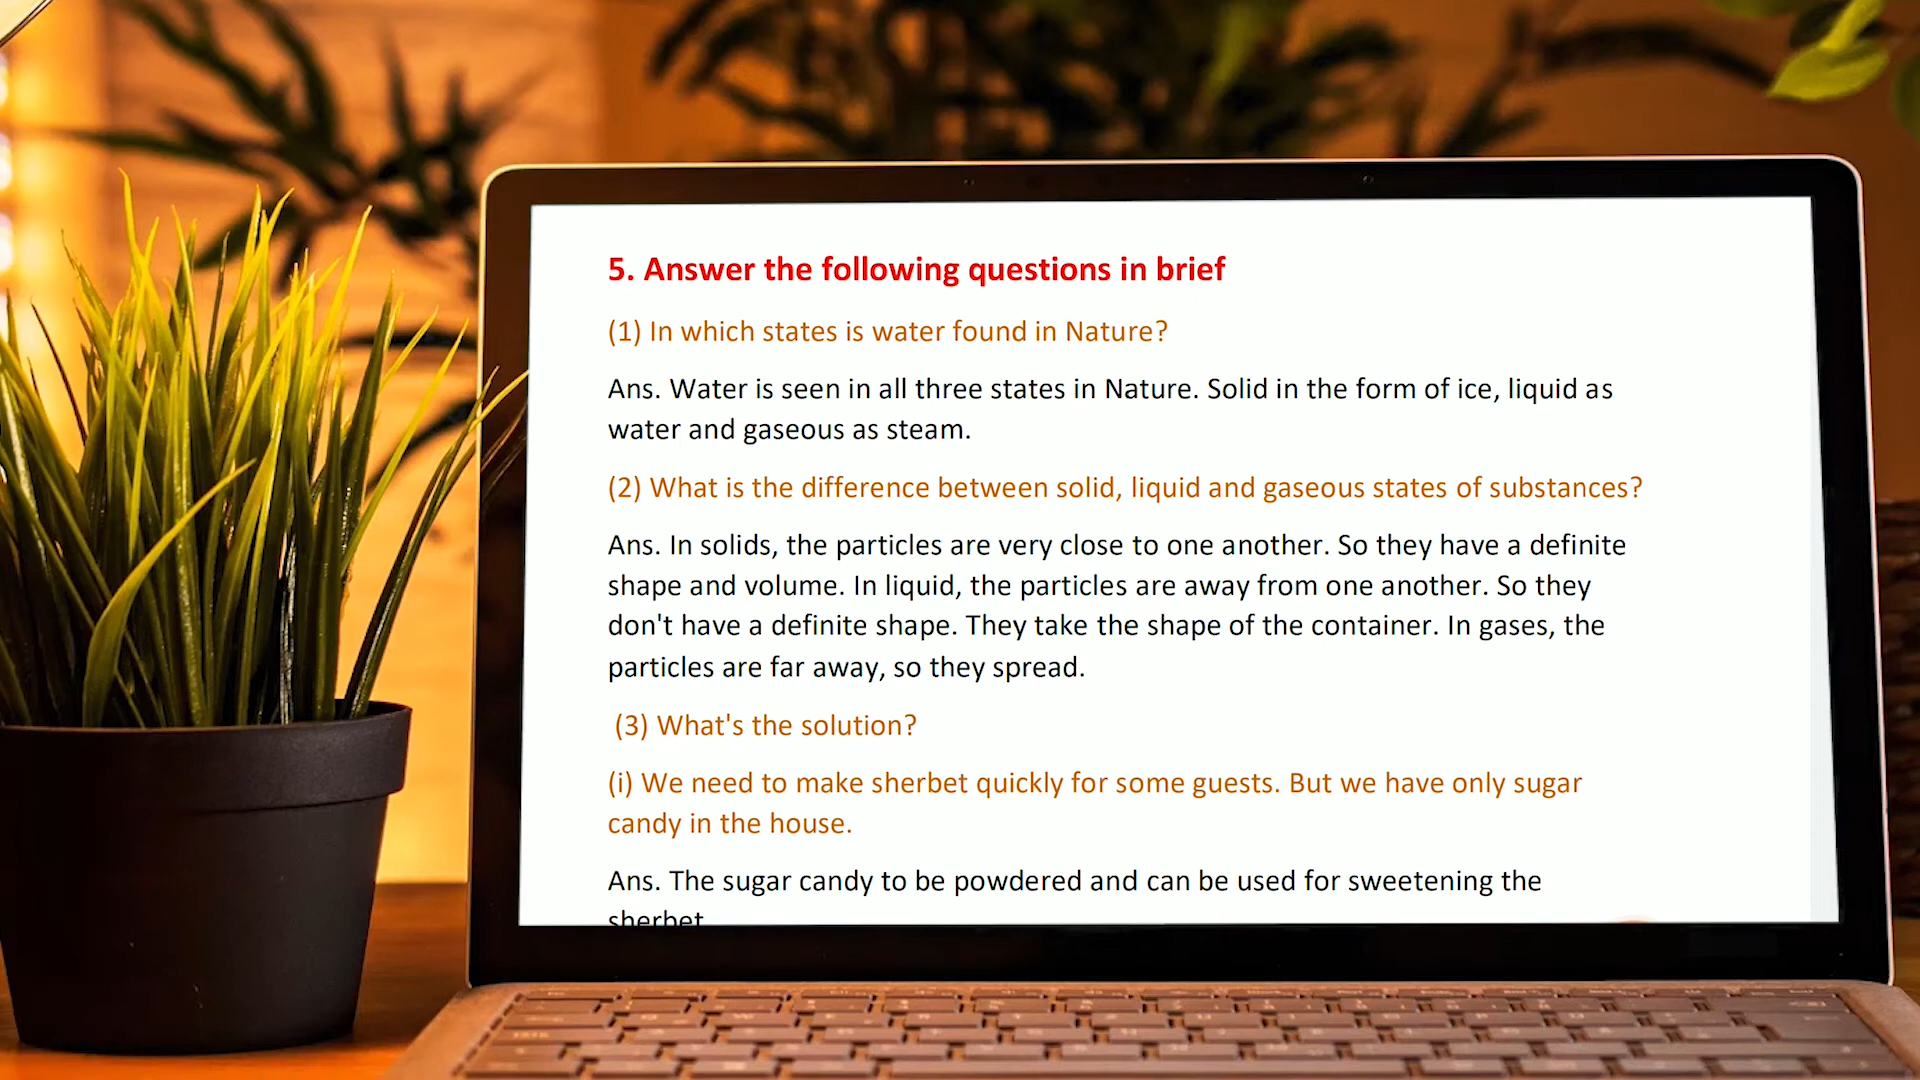 5. Answer the following questions in brief
(1) In which states is water found in Nature?
Ans. Water is seen in all three states in Nature. Solid in the form of ice, liquid as
water and gaseous as steam.
(2) What is the difference between solid, liquid and gaseous states of substances?
Ans. In solids, the particles are very close to one another. So they have a definite
shape and volume. In liquid, the particles are away from one another. So they
don't have a definite shape. They take the shape of the container. In gases, the
particles are far away, so they spread.
(3) What's the solution?
(i) We need to make sherbet quickly for some guests. But we have only sugar
candy in the house.
Ans. The sugar candy to be powdered and can be used for sweetening the
sherbet